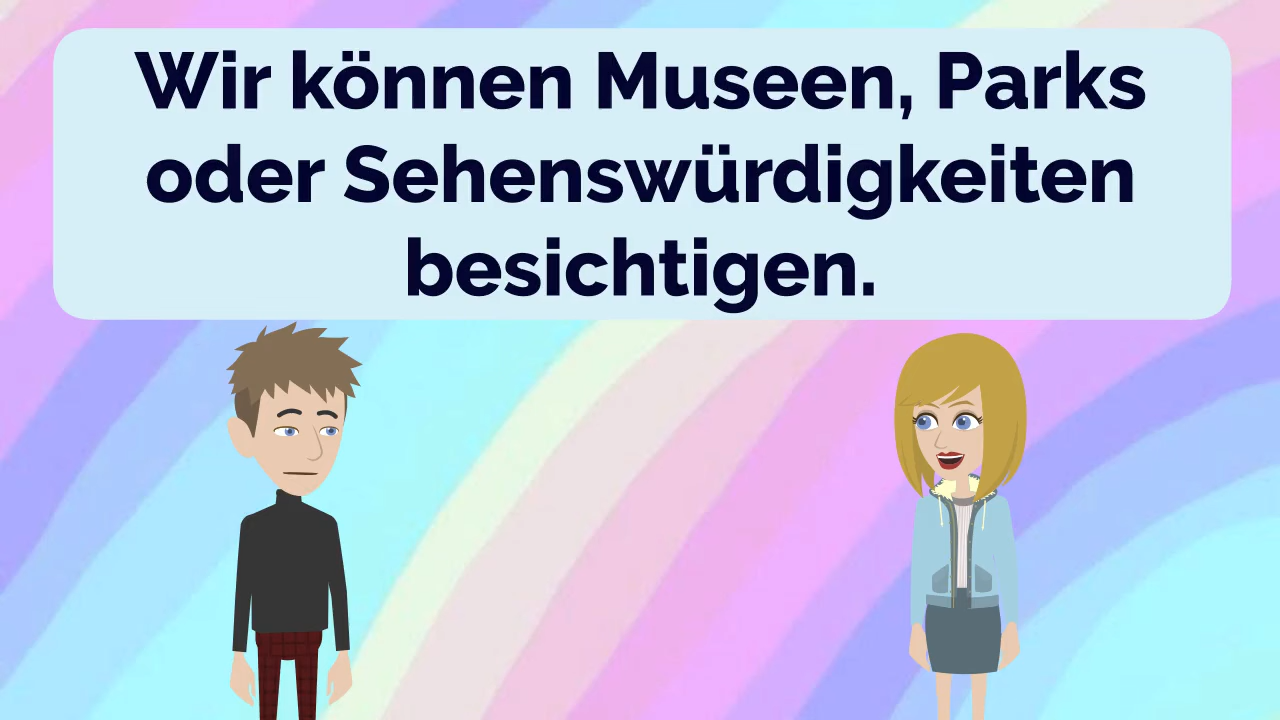 Wir können Museen, Parks
oder Sehenswürdigkeiten
besichtigen.